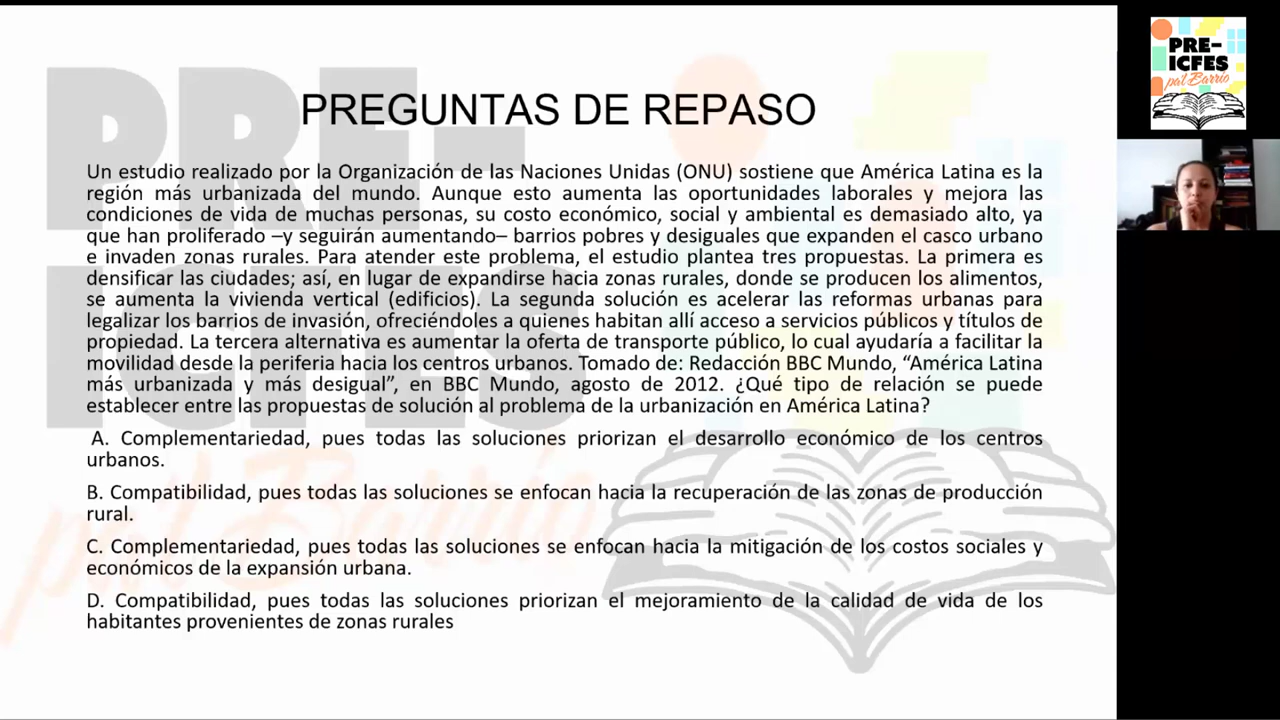 PREGUNTAS DE REPASO
Un estudio realizado por la Organización de las Naciones Unidas (ONU) sostiene que América Latina es la
región más urbanizada del mundo. Aunque esto aumenta las oportunidades laborales y mejora las
condiciones de vida de muchas personas, su costo económico, social y ambiental es demasiado alto, ya
que han proliferado –y seguirán aumentando– barrios pobres y desiguales que expanden el casco urbano
e invaden zonas rurales. Para atender este problema, el estudio plantea tres propuestas. La primera es
densificar las ciudades; así, en lugar de expandirse hacia zonas rurales, donde se producen los alimentos,
se aumenta la vivienda vertical (edificios). La segunda solución es acelerar las reformas urbanas para
legalizar los barrios de invasión, ofreciéndoles a quienes habitan allí acceso a servicios públicos y títulos de
propiedad. La tercera alternativa es aumentar la oferta de transporte público, lo cual ayudaría a facilitar la
movilidad desde la periferia hacia los centros urbanos. Tomado de: Redacción BBC Mundo, “América Latina
más urbanizada y más desigual”, en BBC Mundo, agosto de 2012. ¿Qué tipo de relación se puede
establecer entre las propuestas de solución al problema de la urbanización en América Latina?
A. Complementariedad, pues todas las soluciones priorizan el desarrollo económico de los centros
urbanos.
B. Compatibilidad, pues todas las soluciones se enfocan hacia la recuperación de las zonas de producción
rural.
C. Complementariedad, pues todas las soluciones se enfocan hacia la mitigación de los costos sociales y
económicos de la expansión urbana.
D. Compatibilidad, pues todas las soluciones priorizan el mejoramiento de la calidad de vida de los
habitantes provenientes de zonas rurales
PRE-
ICFES
pal Barrio
PRE-
ICFES
pal Barrio